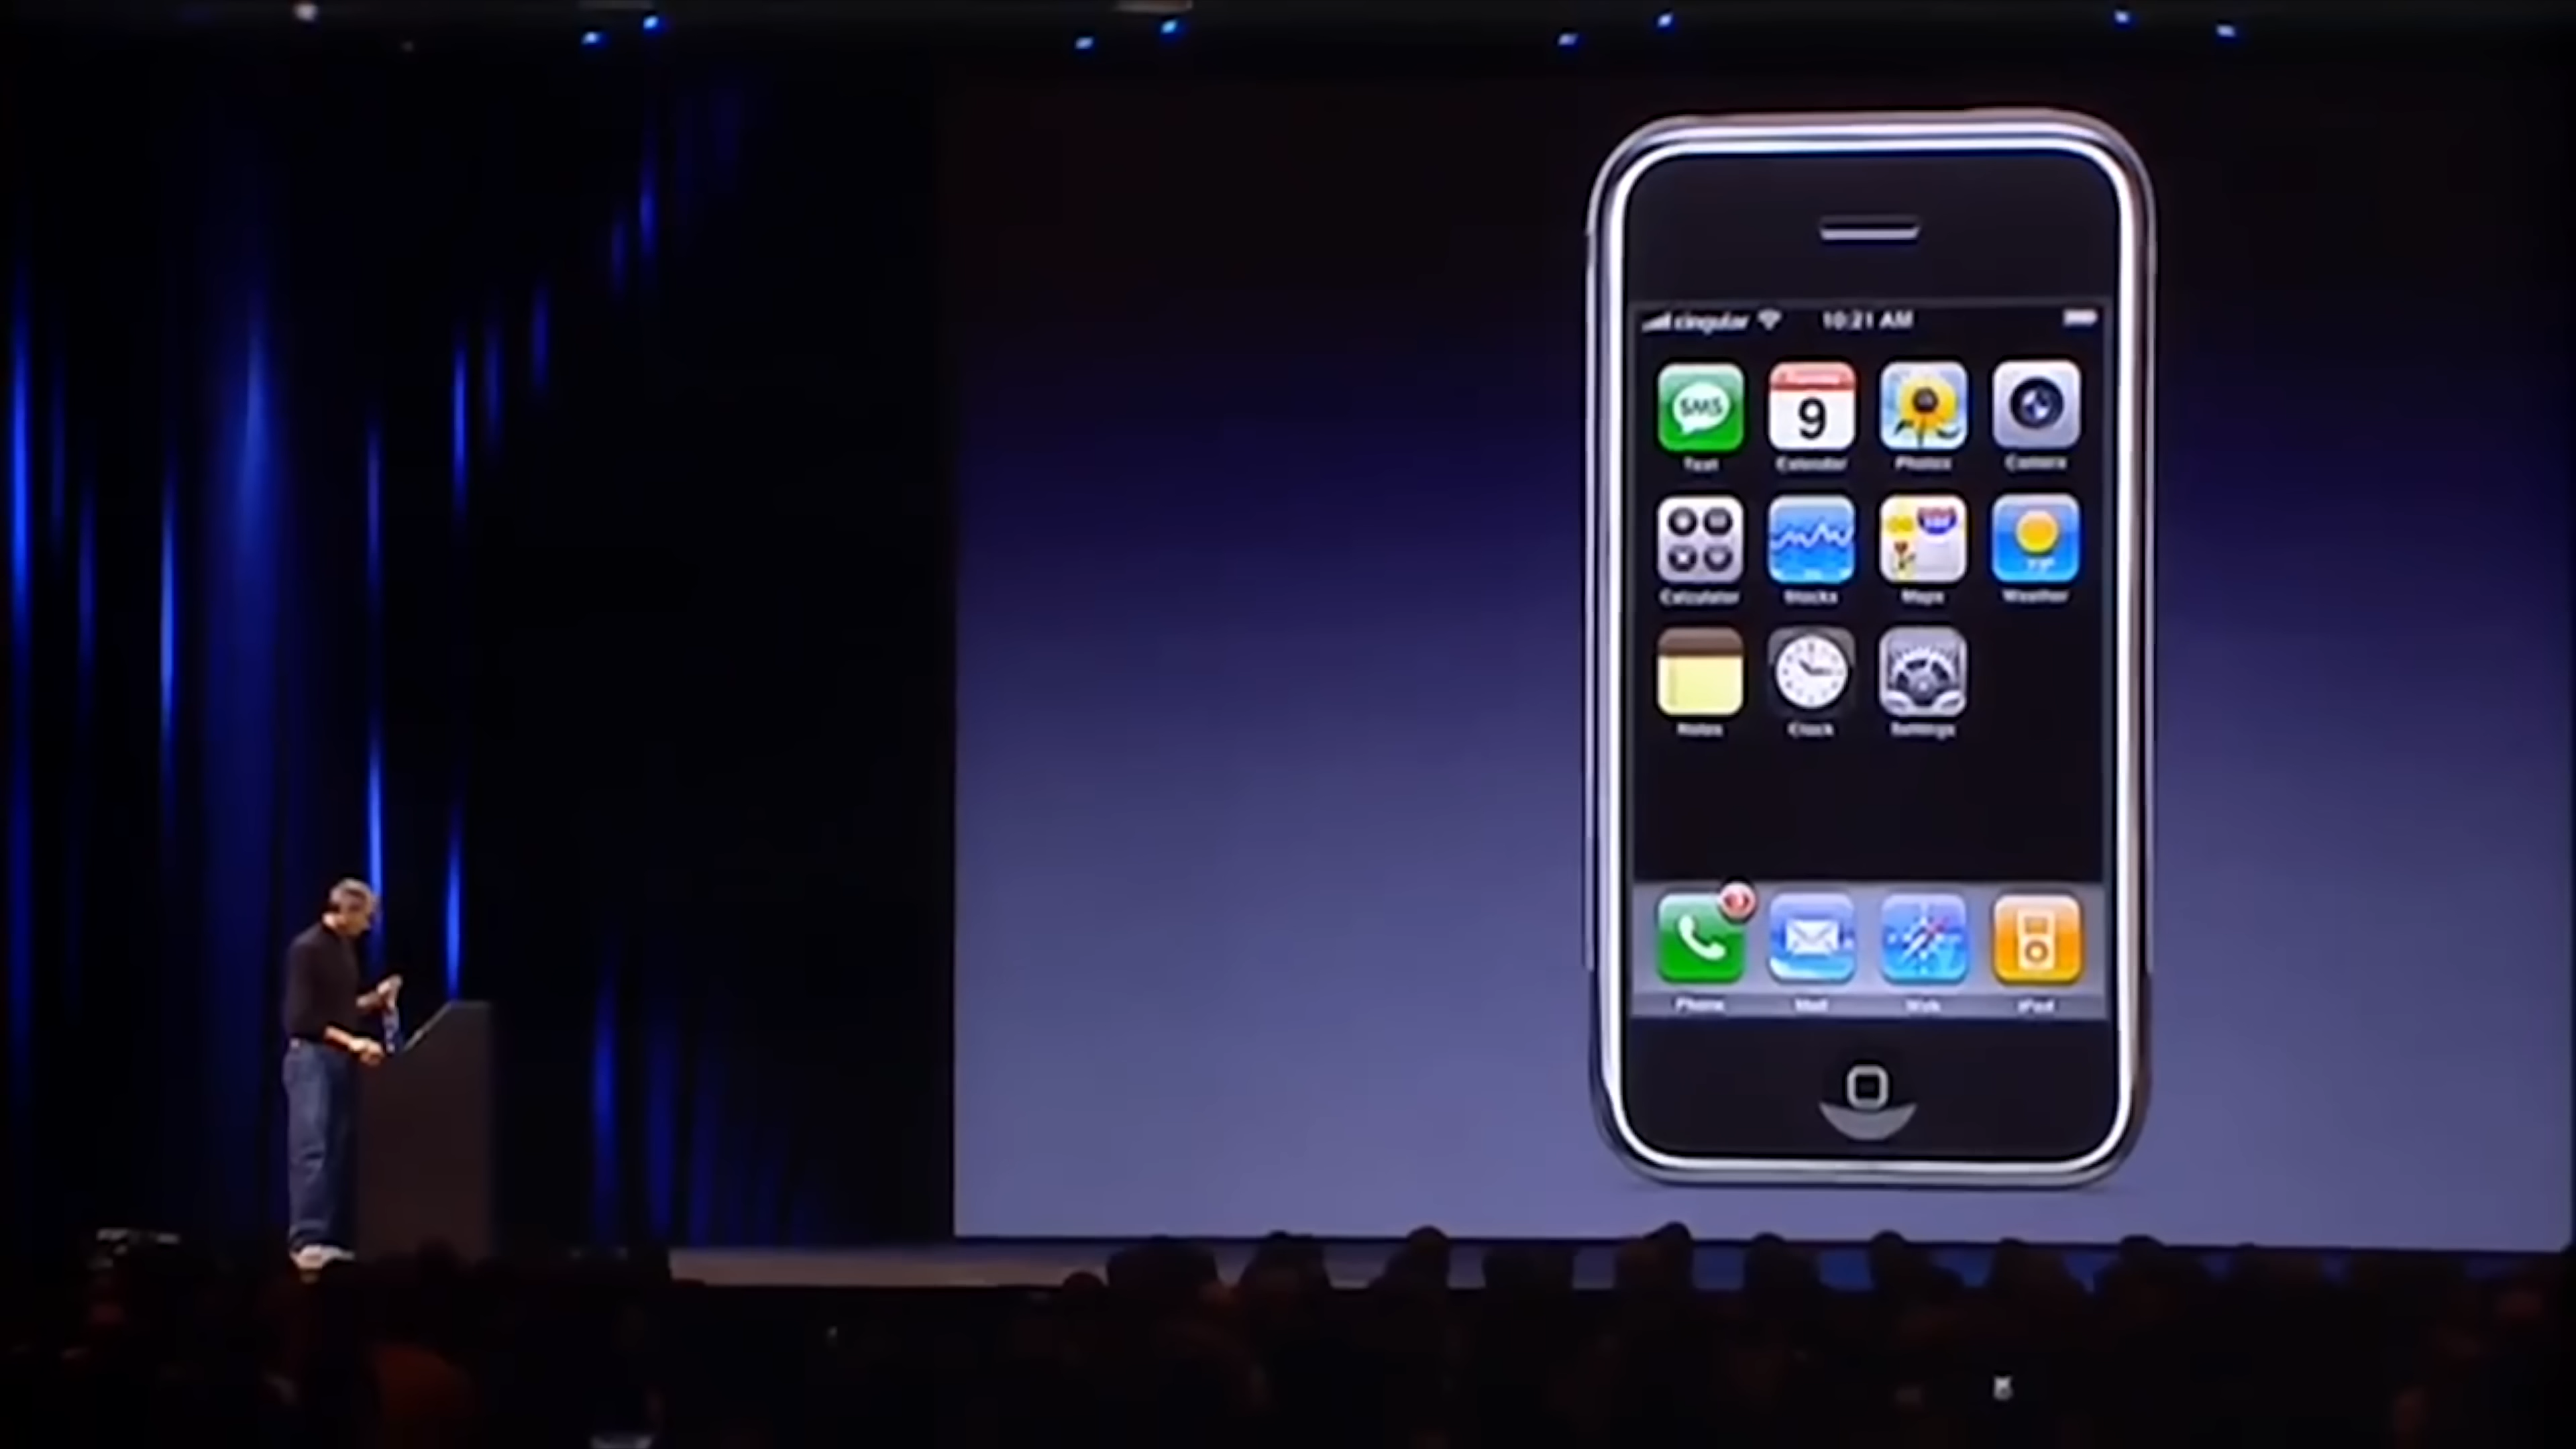 cingular 10:21 AM
SMS 9
Text Calendar Photos Camera
Calculator Stocks Maps Weather
Notes Clock Settings
Phone Mail Web iPod